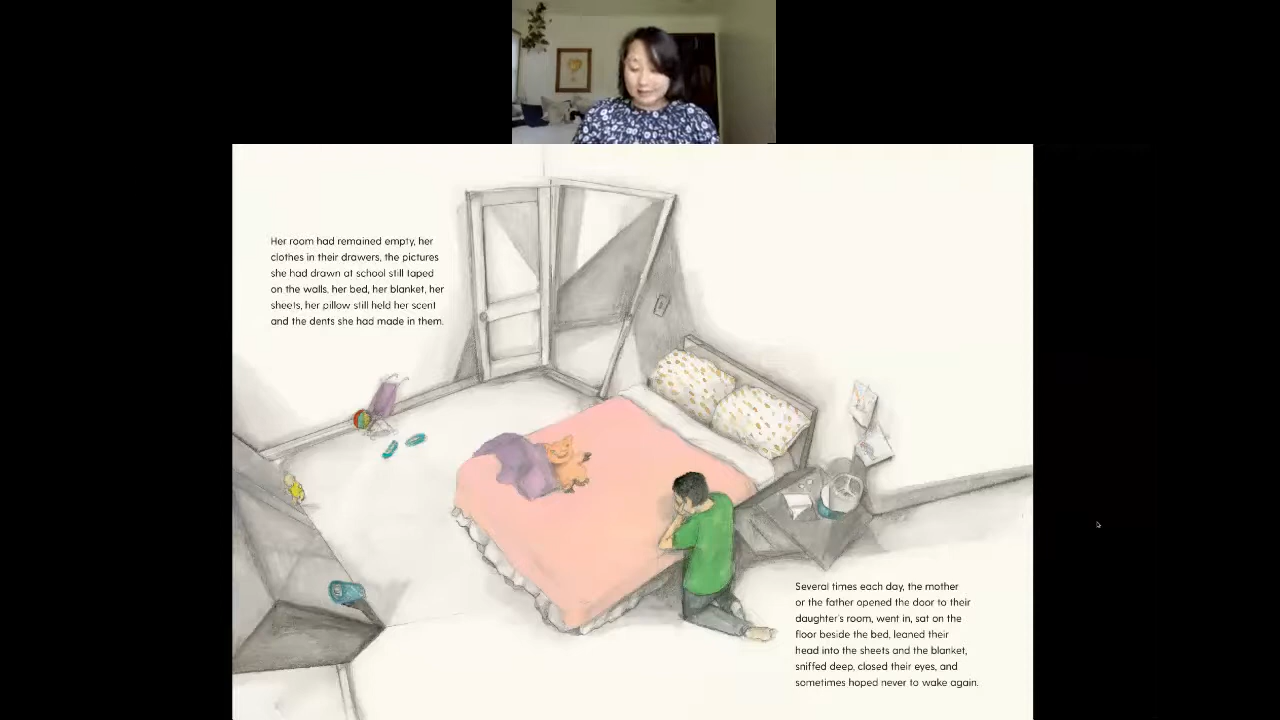 Her room had remained empty, her
clothes in their drawers, the pictures
she had drawn at school still taped
on the walls, her bed, her blanket, her
sheets, her pillow still held her scent
and the dents she had made in them.
Several times each day, the mother
or the father opened the door to their
daughter's room, went in, sat on the
floor beside the bed, leaned their
head into the sheets and the blanket,
sniffed deep, closed their eyes, and
sometimes hoped never to wake again.